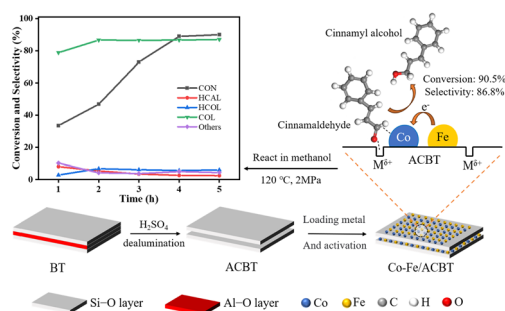 Conversion and Selectivity (%)
100
80
60
40
20
0
CON
HCAL
HCOL
COL
Others
1 2 3 4 5
Time (h)
Cinnamyl alcohol
Conversion: 90.5%
Selectivity: 86.8%
Cinnamaldehyde
e⁻
Co Fe
Mδ+ ACBT Mδ+
React in methanol
120 °C, 2MPa
H2SO4
dealumination
Loading metal
And activation
BT
ACBT
Co-Fe/ACBT
Si−O layer Al−O layer Co Fe C H O